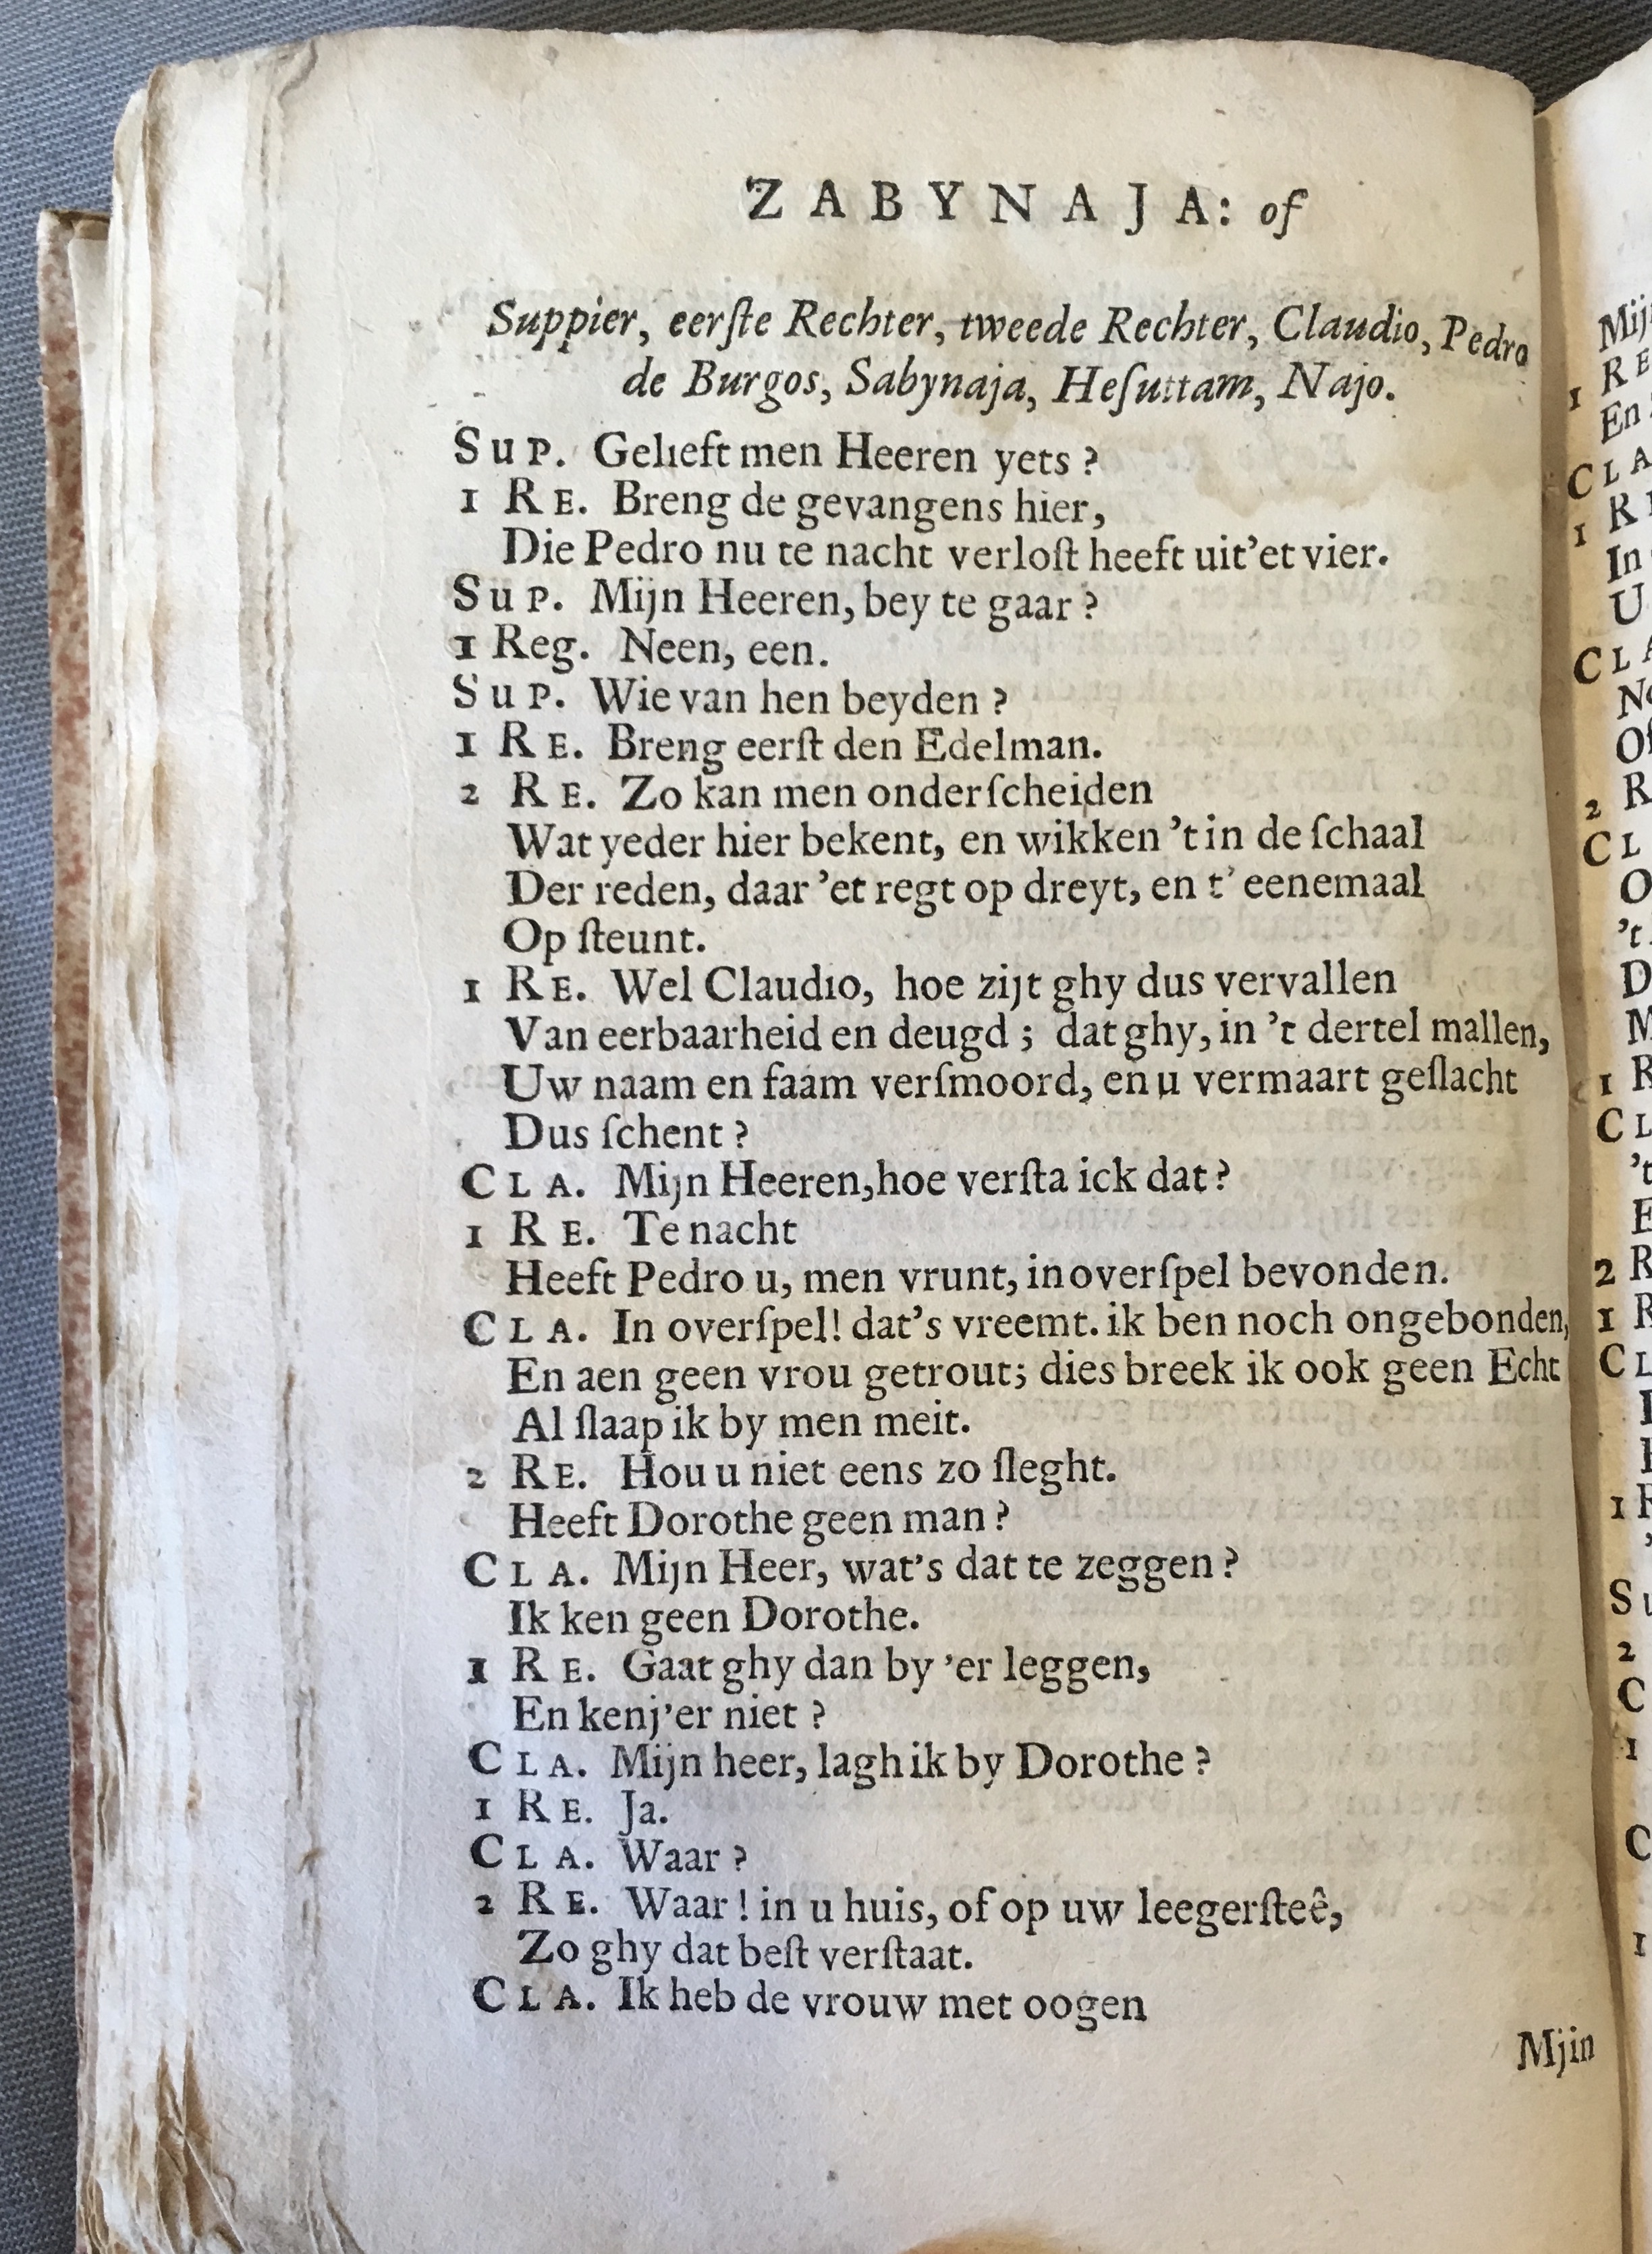 ZABYNAJA: of
Suppier, eerſte Rechter, tweede Rechter, Claudio, Pedro
de Burgos, Sabynaja, Heſuttam, Najo.
SuP. Gelieft men Heeren yets?
1 RE. Breng de gevangens hier,
Die Pedro nu te nacht verloſt heeft uit'et vier.
SuP. Mijn Heeren, bey te gaar?
1 Reg. Neen, een.
SuP. Wie van hen beyden?
1 RE. Breng eerſt den Edelman.
2 RE. Zo kan men onderſcheiden
Wat yeder hier bekent, en wikken 't in de ſchaal
Der reden, daar 'et regt op dreyt, en t' eenemaal
Op ſteunt.
1 RE. Wel Claudio, hoe zijt ghy dus vervallen
Van eerbaarheid en deugd; dat ghy, in 't dertel mallen,
Uw naam en faam verſmoord, en u vermaart geſlacht
Dus ſchent?
CLA. Mijn Heeren, hoe verſta ick dat?
1 RE. Te nacht
Heeft Pedro u, men vrunt, in overſpel bevonden.
CLA. In overſpel! dat's vreemt. ik ben noch ongebonden,
En aen geen vrou getrout; dies breek ik ook geen Echt
Al ſlaap ik by men meit.
2 RE. Hou u niet eens zo ſleght.
Heeft Dorothe geen man?
CLA. Mijn Heer, wat's dat te zeggen?
Ik ken geen Dorothe.
1 RE. Gaat ghy dan by 'er leggen,
En kenj'er niet?
CLA. Mijn heer, lagh ik by Dorothe?
1 RE. Ja.
CLA. Waar?
2 RE. Waar! in u huis, of op uw leegerſteê,
Zo ghy dat beſt verſtaat.
CLA. Ik heb de vrouw met oogen
Mjin